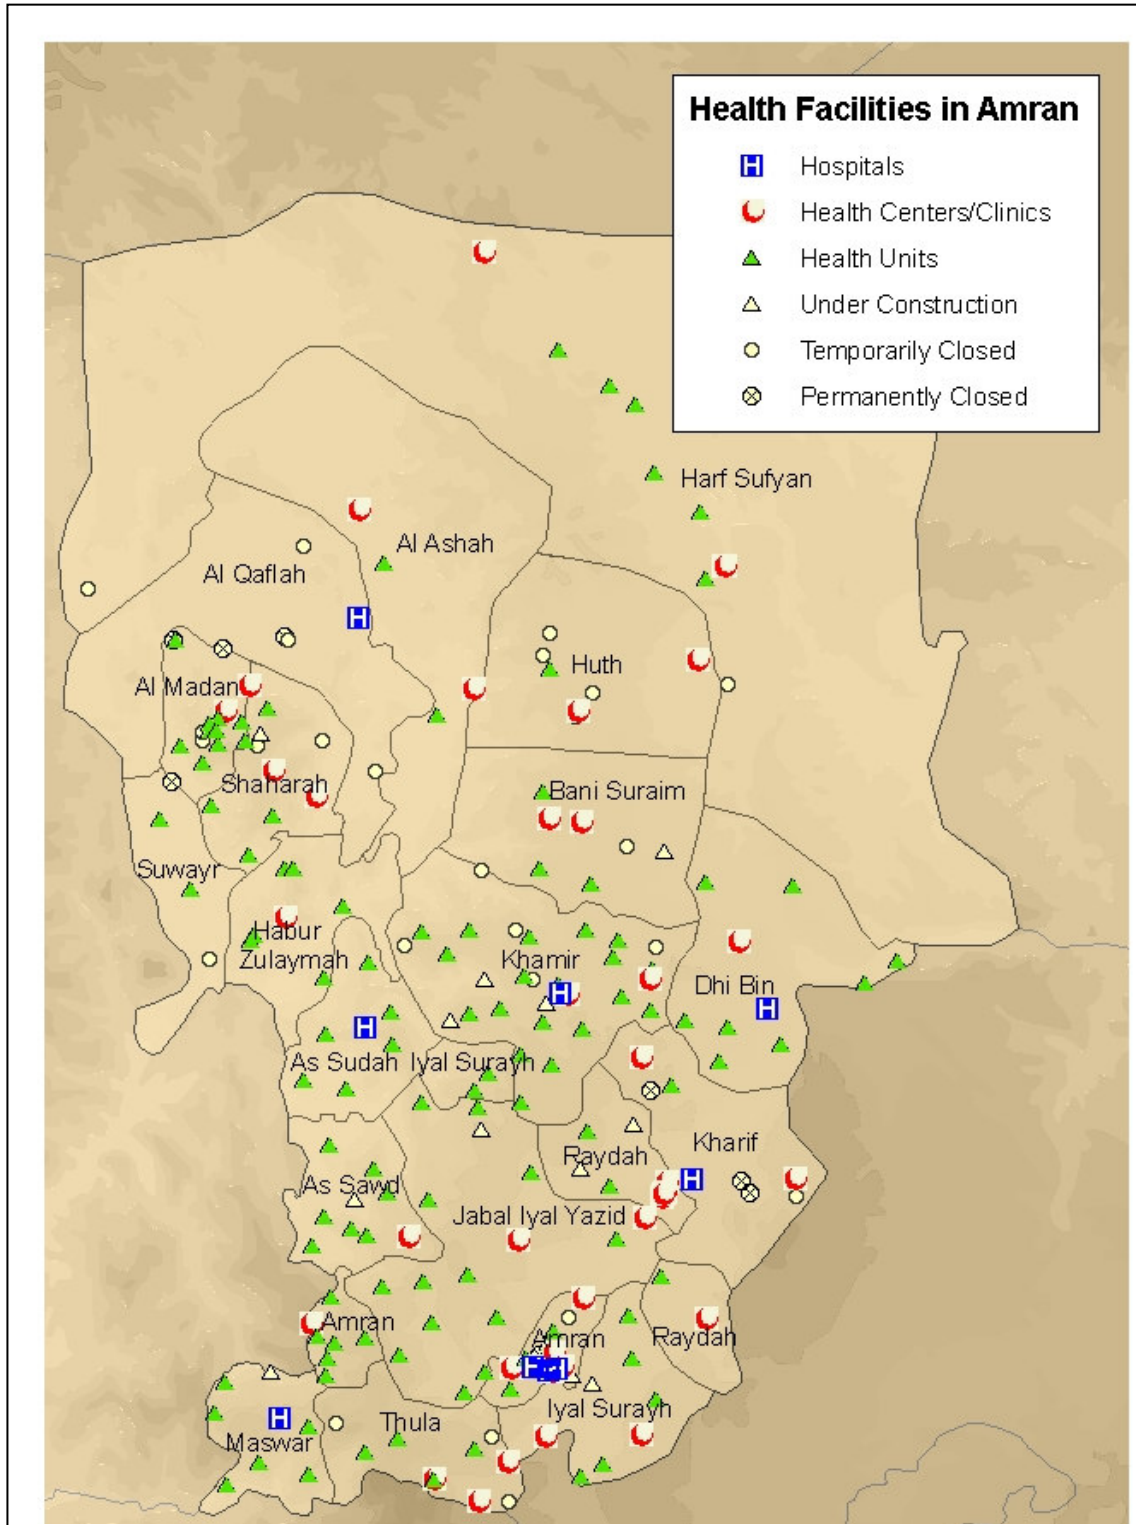 Health Facilities in Amran
H Hospitals
Health Centers/Clinics
Health Units
Under Construction
Temporarily Closed
Permanently Closed
Harf Sufyan
Al Ashah
Al Qaflah
H
Huth
Al Madan
Shaharah
Bani Suraim
Suwayr
Habur
Zulaymah
Khamir
H
Dhi Bin
H
H
As Sudah
Iyal Surayh
Kharif
Raydah
H
As Sawd
Jabal Iyal Yazid
Amran
Amran
Raydah
H
H
Iyal Surayh
H
Thula
Maswar